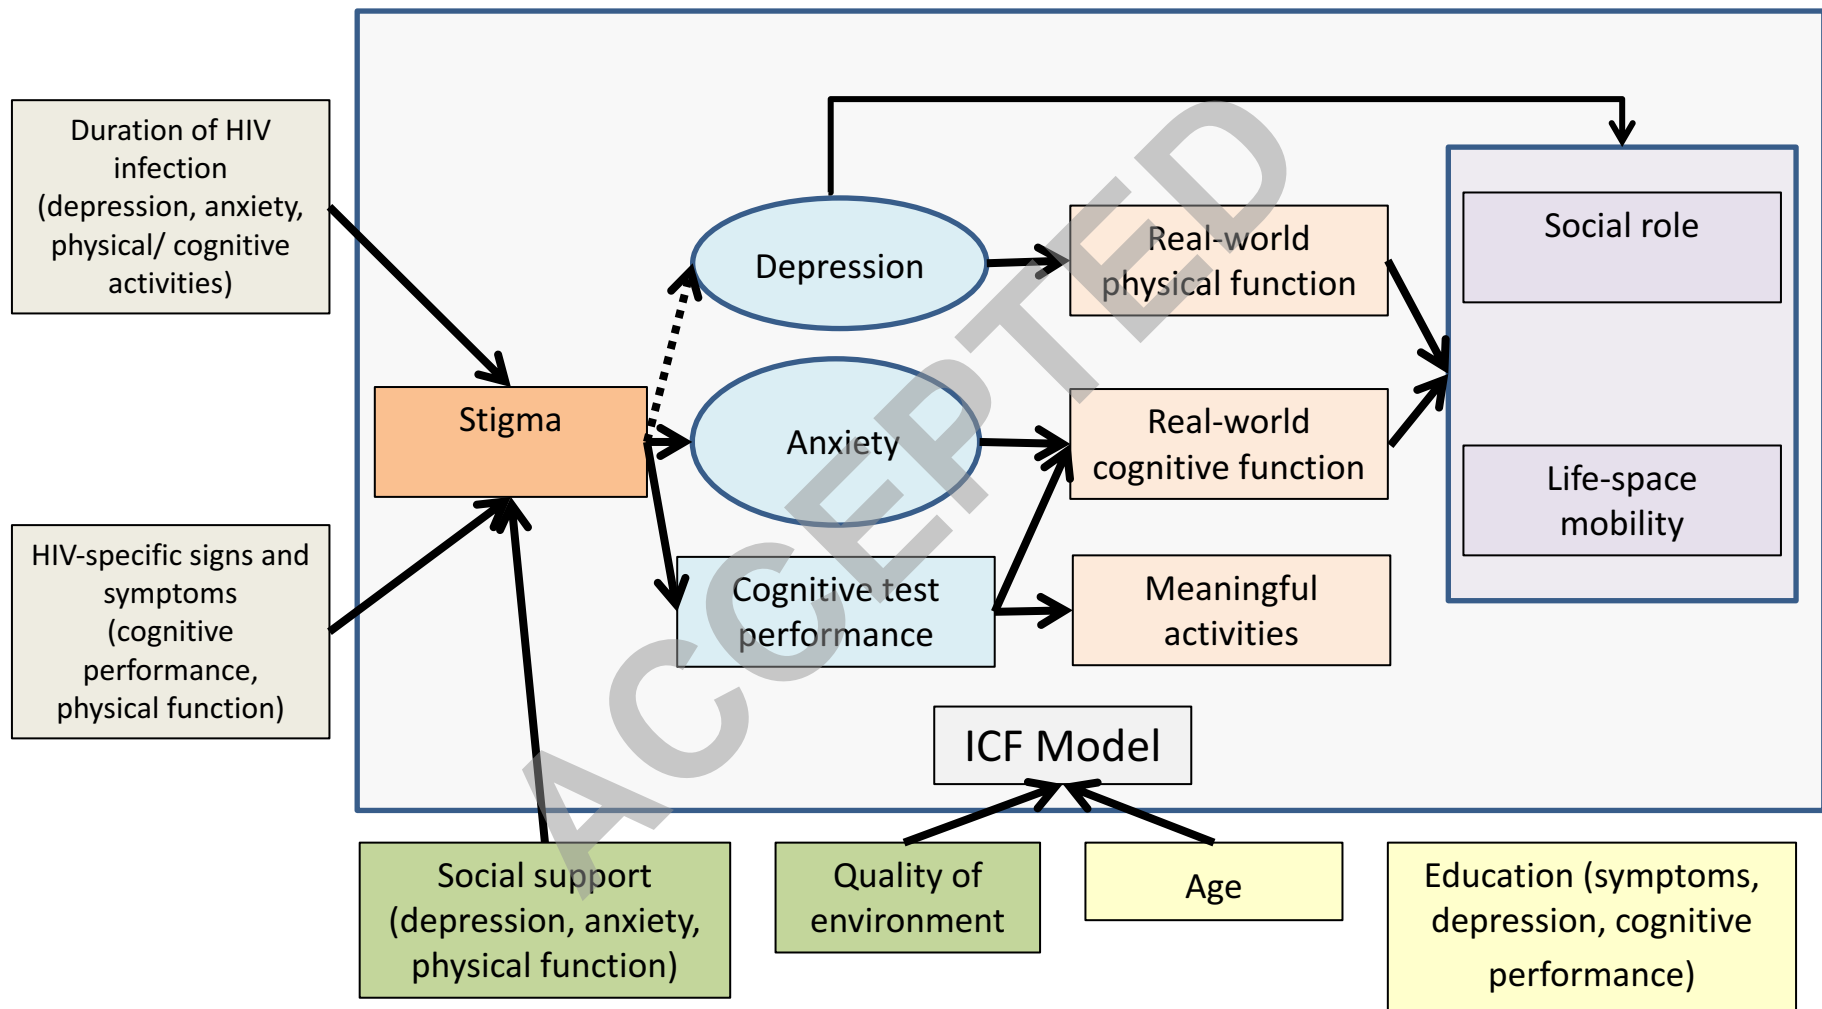 Duration of HIV
infection
(depression, anxiety,
physical/ cognitive
activities)
HIV-specific signs and
symptoms
(cognitive
performance,
physical function)
Stigma
Depression
Anxiety
Cognitive test
performance
Real-world
physical function
Real-world
cognitive function
Meaningful
activities
Social role
Life-space
mobility
ICF Model
Social support
(depression, anxiety,
physical function)
Quality of
environment
Age
Education (symptoms,
depression, cognitive
performance)
ACCEPTED